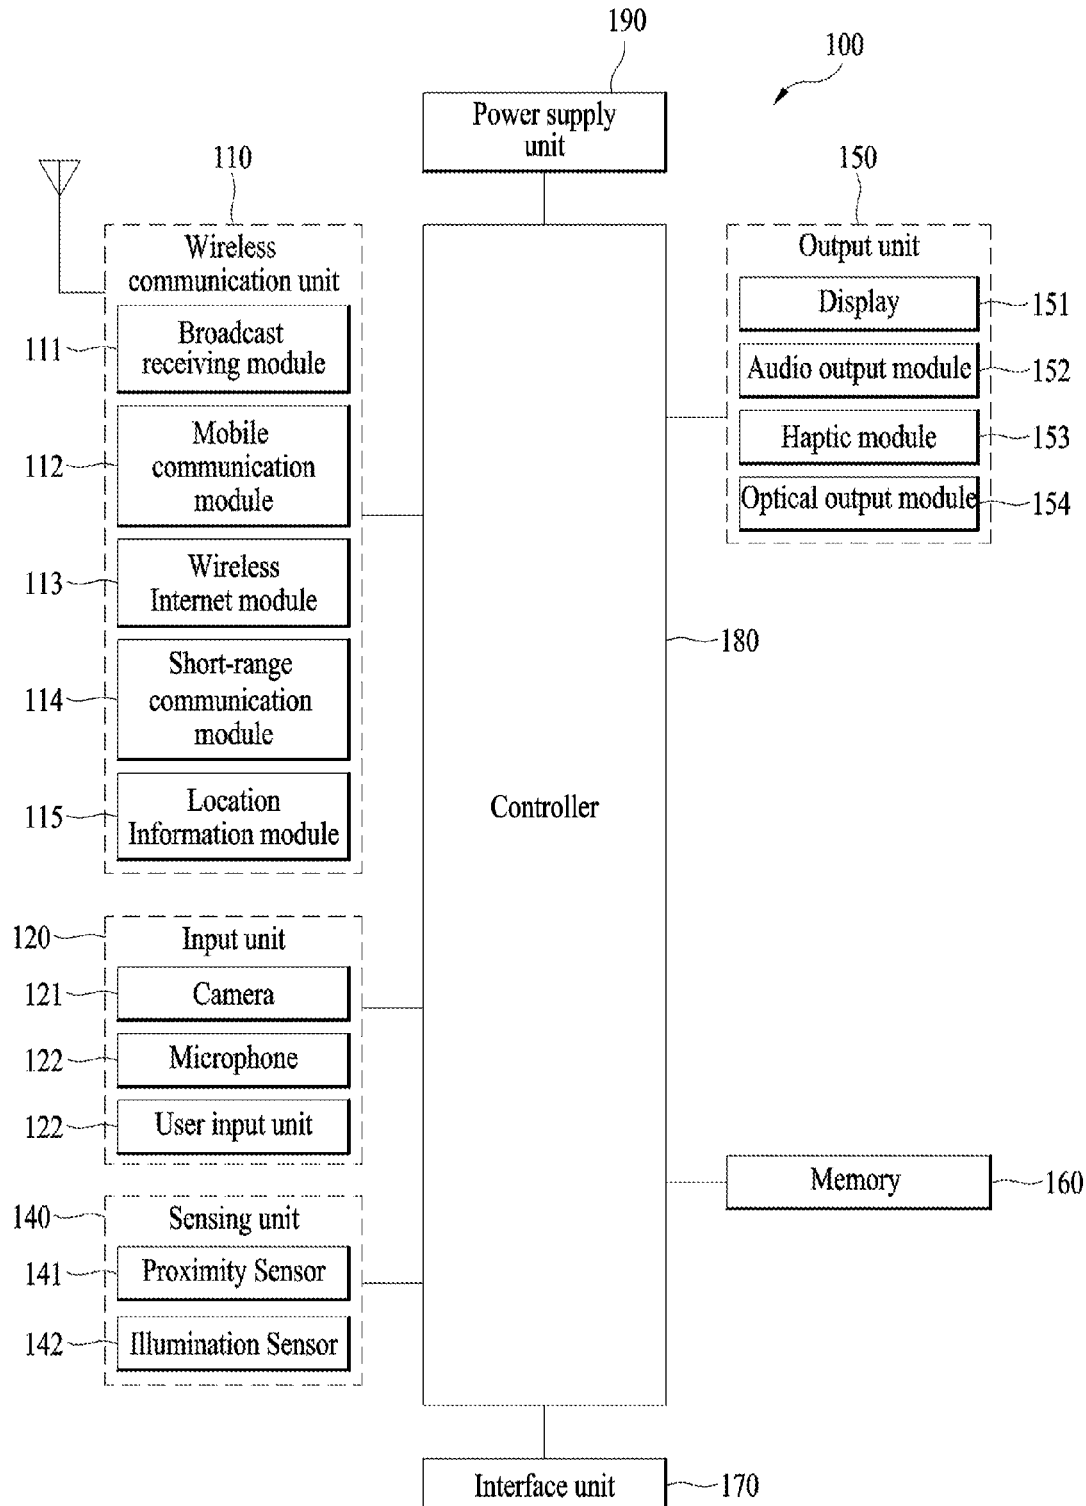 190
100
Power supply
unit
110
Wireless
communication unit
111
Broadcast
receiving module
112
Mobile
communication
module
113
Wireless
Internet module
114
Short-range
communication
module
115
Location
Information module
120
Input unit
121
Camera
122
Microphone
122
User input unit
140
Sensing unit
141
Proximity Sensor
142
Illumination Sensor
Controller
180
150
Output unit
Display
151
Audio output module
152
Haptic module
153
Optical output module
154
Memory
160
Interface unit
170